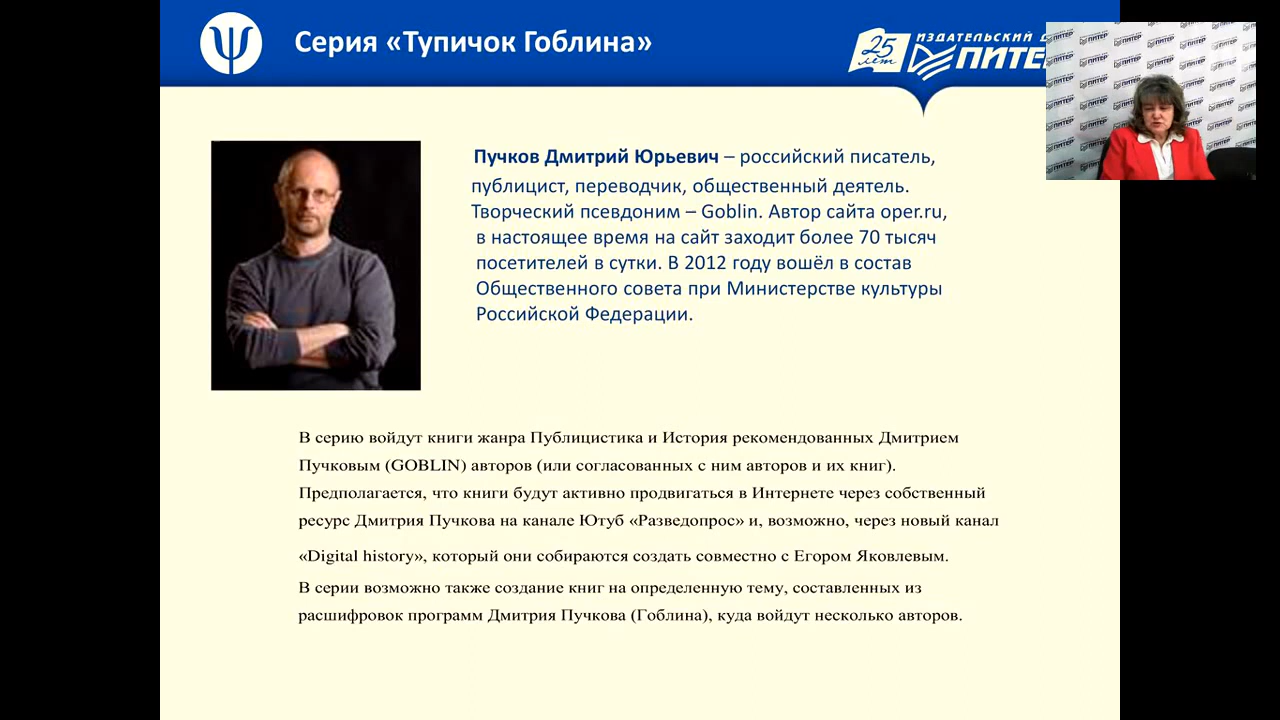 Серия «Тупичок Гоблина»
25 лет
ИЗДАТЕЛЬСКИЙ
ПИТЕР
Пучков Дмитрий Юрьевич – российский писатель,
публицист, переводчик, общественный деятель.
Творческий псевдоним – Goblin. Автор сайта oper.ru,
в настоящее время на сайт заходит более 70 тысяч
посетителей в сутки. В 2012 году вошёл в состав
Общественного совета при Министерстве культуры
Российской Федерации.
В серию войдут книги жанра Публицистика и История рекомендованных Дмитрием
Пучковым (GOBLIN) авторов (или согласованных с ним авторов и их книг).
Предполагается, что книги будут активно продвигаться в Интернете через собственный
ресурс Дмитрия Пучкова на канале Ютуб «Разведопрос» и, возможно, через новый канал
«Digital history», который они собираются создать совместно с Егором Яковлевым.
В серии возможно также создание книг на определенную тему, составленных из
расшифровок программ Дмитрия Пучкова (Гоблина), куда войдут несколько авторов.